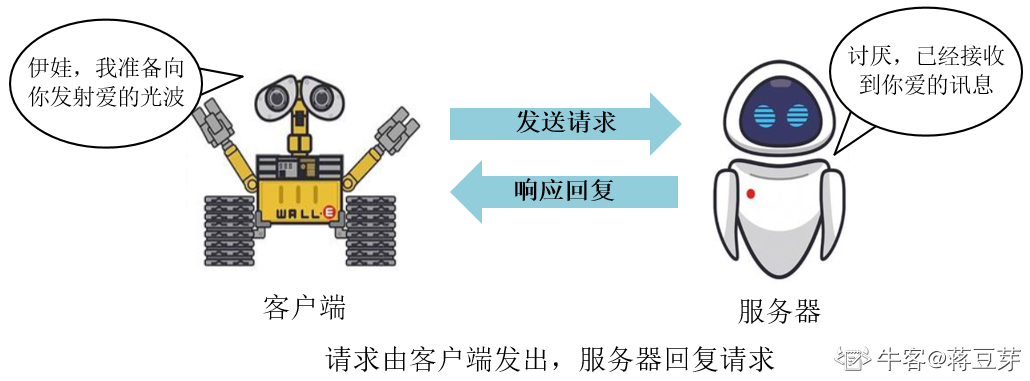 伊娃，我准备向
你发射爱的光波
讨厌，已经接收
到你爱的讯息
发送请求
响应回复
WALL·E
客户端
服务器
请求由客户端发出，服务器回复请求
牛客@蒋豆芽